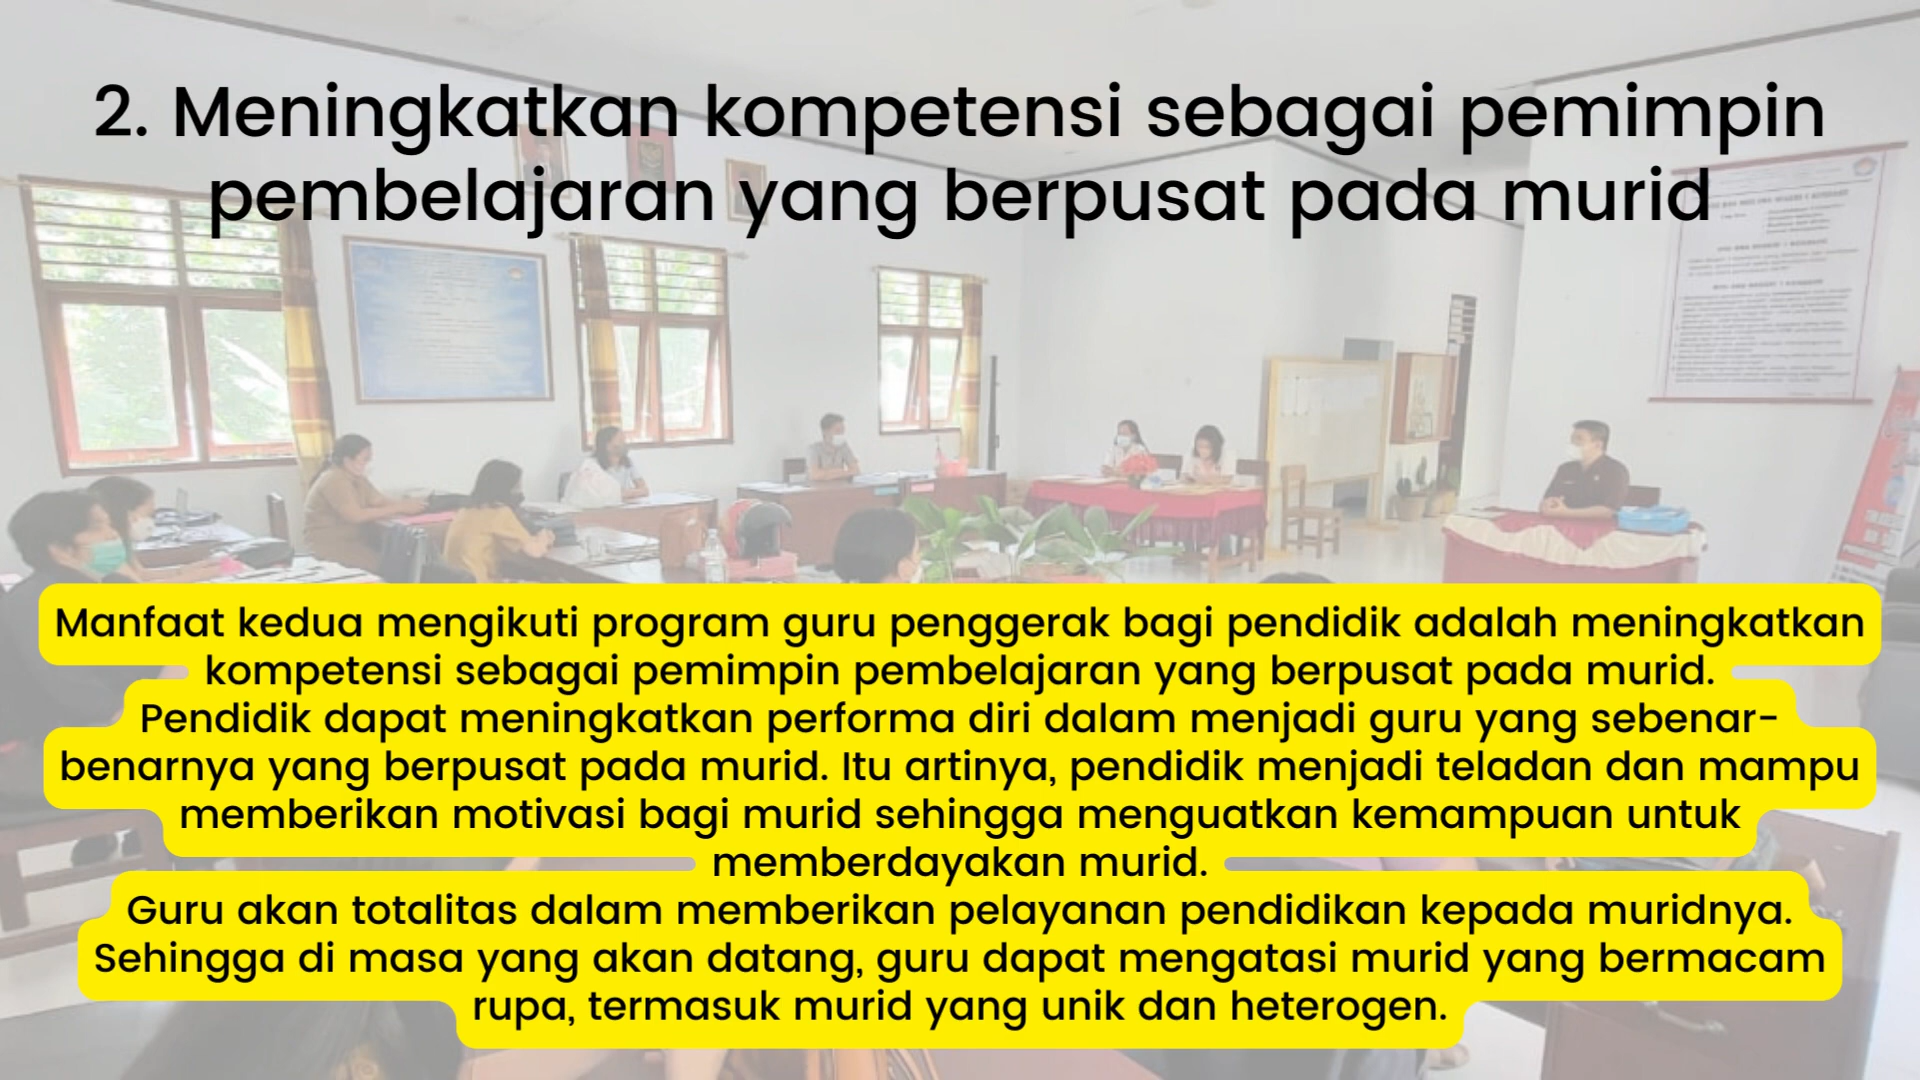 2. Meningkatkan kompetensi sebagai pemimpin
pembelajaran yang berpusat pada murid
Manfaat kedua mengikuti program guru penggerak bagi pendidik adalah meningkatkan
kompetensi sebagai pemimpin pembelajaran yang berpusat pada murid.
Pendidik dapat meningkatkan performa diri dalam menjadi guru yang sebenar-
benarnya yang berpusat pada murid. Itu artinya, pendidik menjadi teladan dan mampu
memberikan motivasi bagi murid sehingga menguatkan kemampuan untuk
memberdayakan murid.
Guru akan totalitas dalam memberikan pelayanan pendidikan kepada muridnya.
Sehingga di masa yang akan datang, guru dapat mengatasi murid yang bermacam
rupa, termasuk murid yang unik dan heterogen.